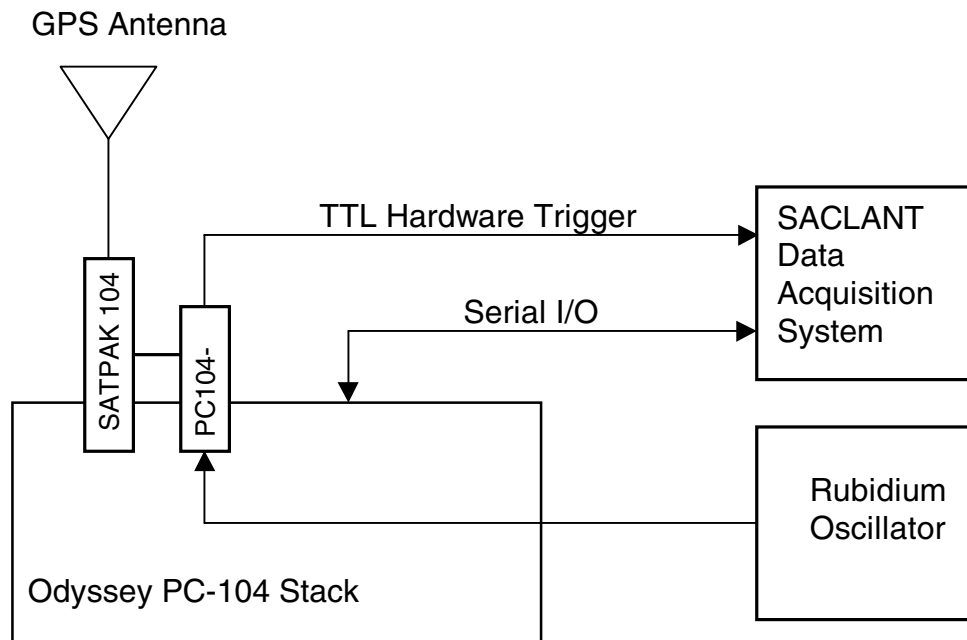 GPS Antenna
TTL Hardware Trigger
SACLANT
Data
Acquisition
System
Serial I/O
SATPAK 104
PC104-
Rubidium
Oscillator
Odyssey PC-104 Stack